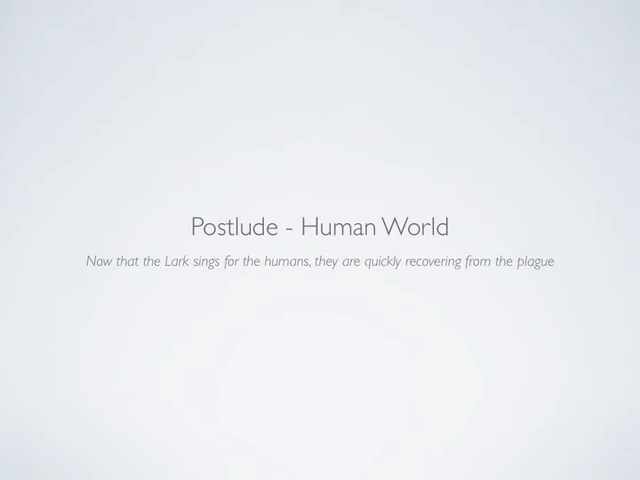 Postlude - Human World
Now that the Lark sings for the humans, they are quickly recovering from the plague